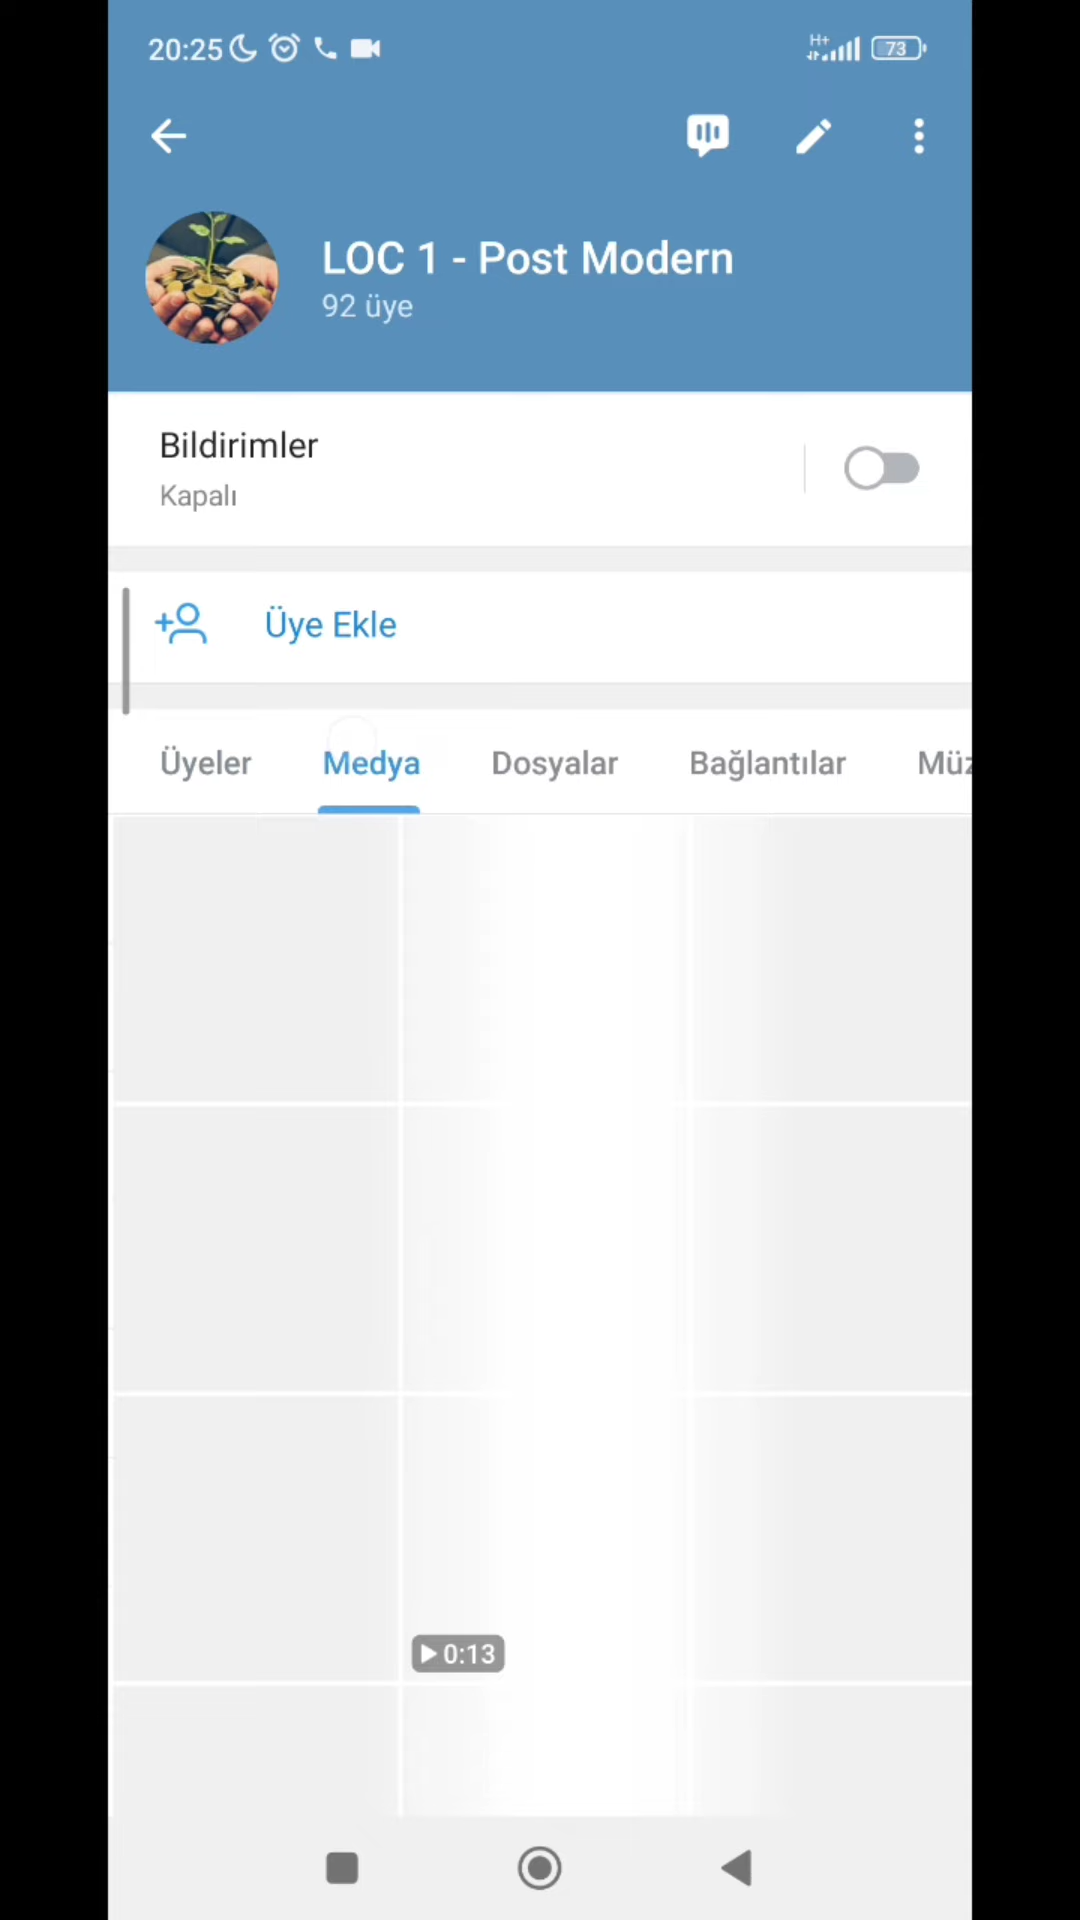 20:25 H+ 73
LOC 1 - Post Modern
92 üye
Bildirimler
Kapalı
Üye Ekle
Üyeler Medya Dosyalar Bağlantılar Müz
0:13